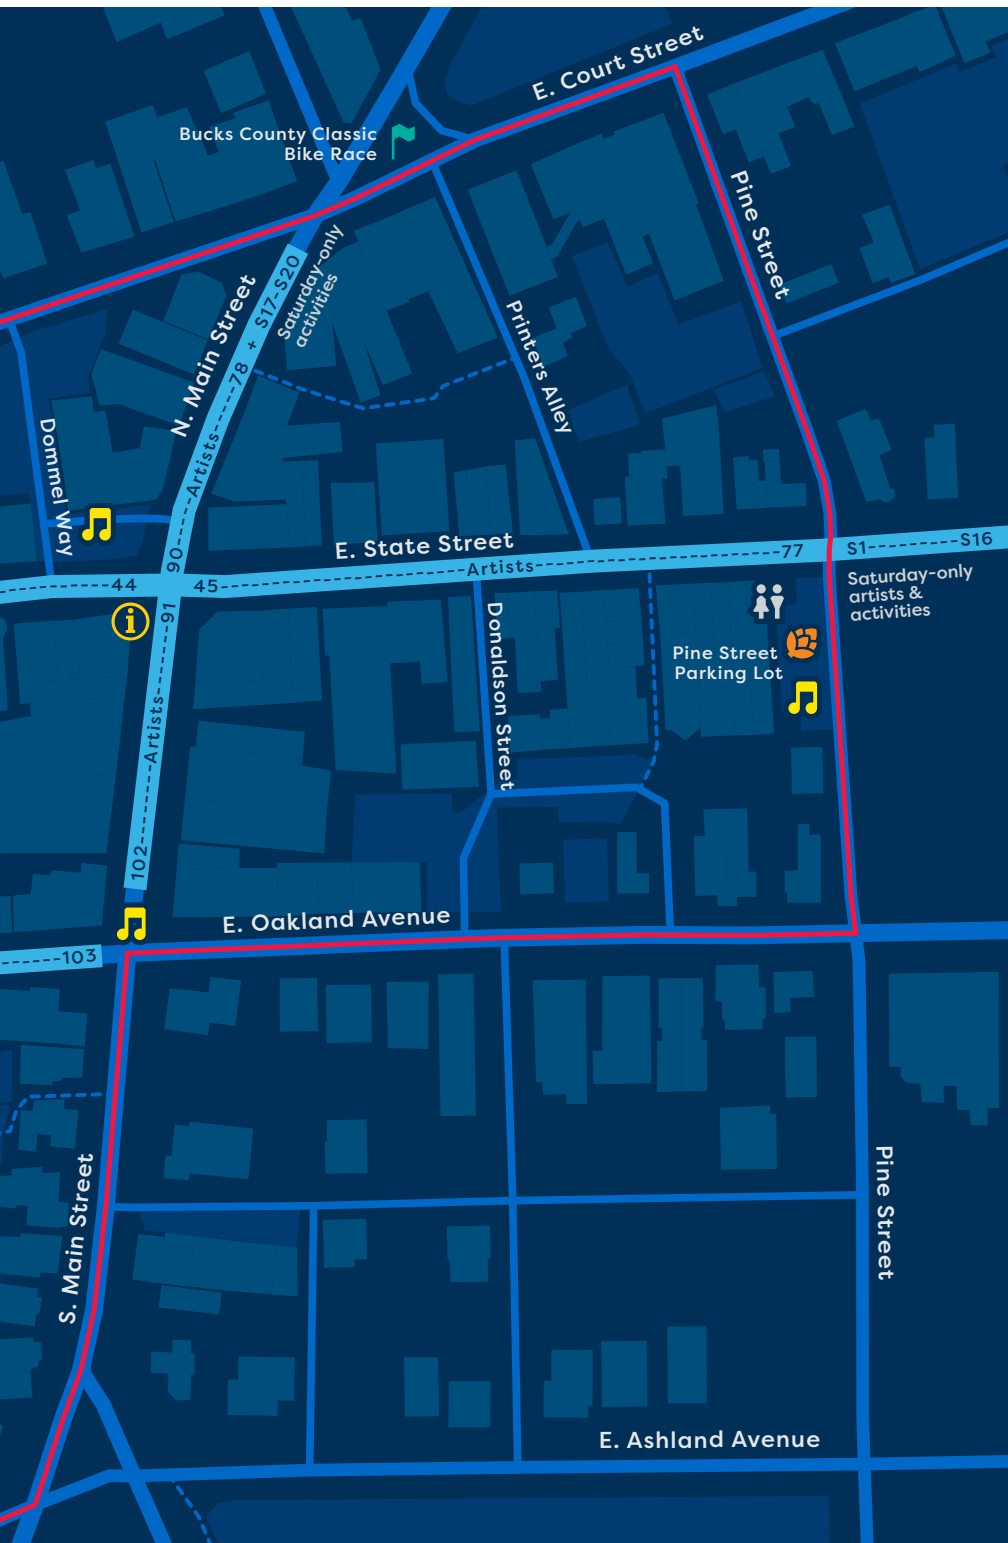 E. Court Street
Bucks County Classic
Bike Race
Pine Street
Saturday-only
activities
78 + S17-S20
N. Main Street
Printers Alley
Dommel Way
Artists
90
E. State Street
44
45
Artists
77
S1
S16
Saturday-only
artists &
activities
91
i
Donaldson Street
Pine Street
Parking Lot
Artists
102
E. Oakland Avenue
103
S. Main Street
Pine Street
E. Ashland Avenue